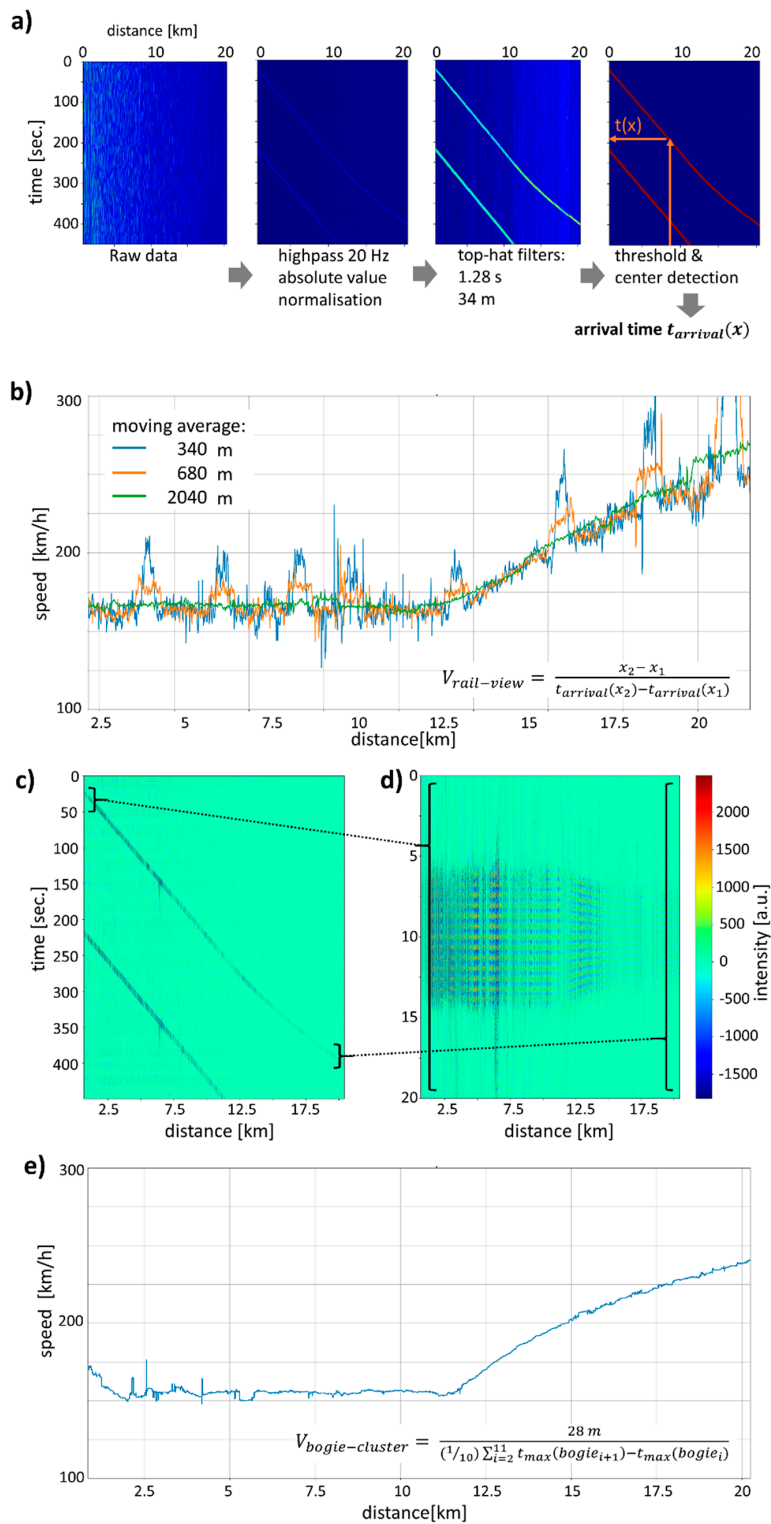 a)
distance [km]
0 10 20 0 10 20 0 10 20 0 10 20
0
100
200
300
400
time [sec.]
t(x)
Raw data
highpass 20 Hz
absolute value
normalisation
top-hat filters:
1.28 s
34 m
threshold &
center detection
arrival time t_arrival(x)
b)
300
200
100
speed [km/h]
moving average:
340 m
680 m
2040 m
V_rail−view = (x_2 − x_1) / (t_arrival(x_2)−t_arrival(x_1))
2.5 5 7.5 10 12.5 15 17.5 20
distance[km]
c)
0
50
100
150
200
250
300
350
400
time [sec.]
2.5 7.5 12.5 17.5
distance [km]
d)
0
5
10
15
20
2.5 7.5 12.5 17.5
distance [km]
2000
1500
1000
500
0
-500
-1000
-1500
intensity [a.u.]
e)
300
200
100
speed [km/h]
V_bogie−cluster = 28 m / ((1/10) ∑_{i=2}^{11} t_max(bogie_{i+1})−t_max(bogie_i))
2.5 5 7.5 10 12.5 15 17.5 20
distance[km]